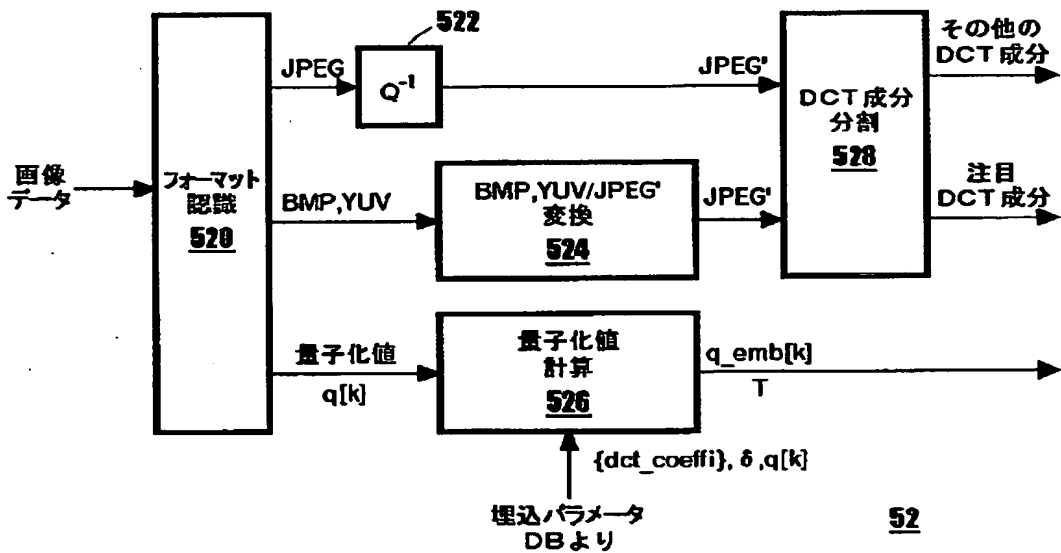 522
その他の
DCT成分
JPEG
Q⁻¹
JPEG'
DCT成分
分割
528
画像
データ
フォーマット
認識
520
BMP,YUV
BMP,YUV/JPEG'
変換
524
JPEG'
注目
DCT成分
量子化値
q[k]
量子化値
計算
526
q_emb[k]
T
{dct_coeffi}, δ,q[k]
埋込パラメータ
DBより
52